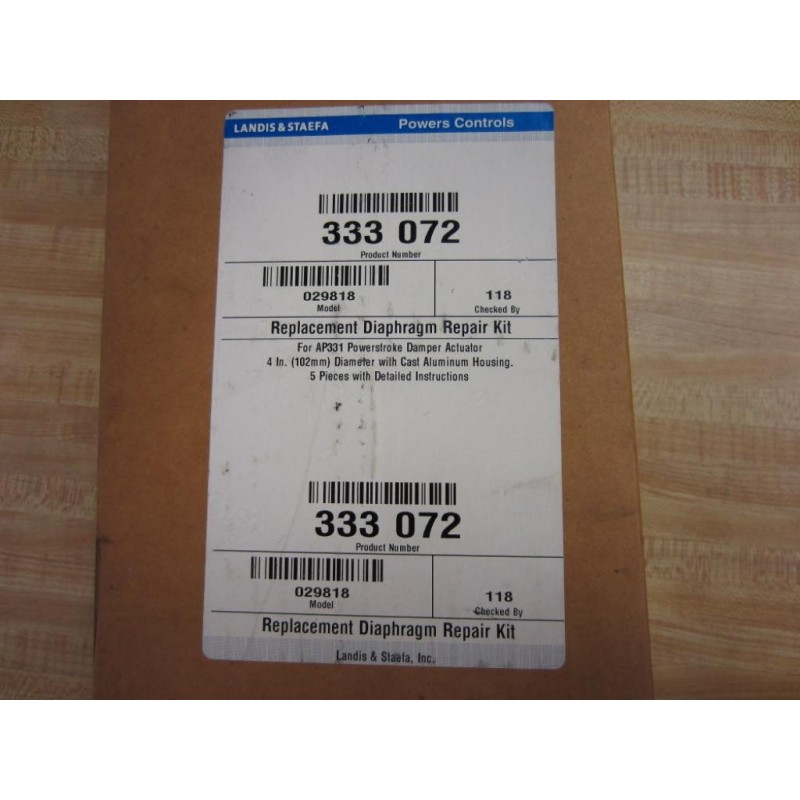 LANDIS & STAEFA Powers Controls
333 072
Product Number
029818 118
Model Checked By
Replacement Diaphragm Repair Kit
For AP331 Powerstroke Damper Actuator
4 In. (102mm) Diameter with Cast Aluminum Housing.
5 Pieces with Detailed Instructions
333 072
Product Number
029818 118
Model Checked By
Replacement Diaphragm Repair Kit
Landis & Staefa, Inc.